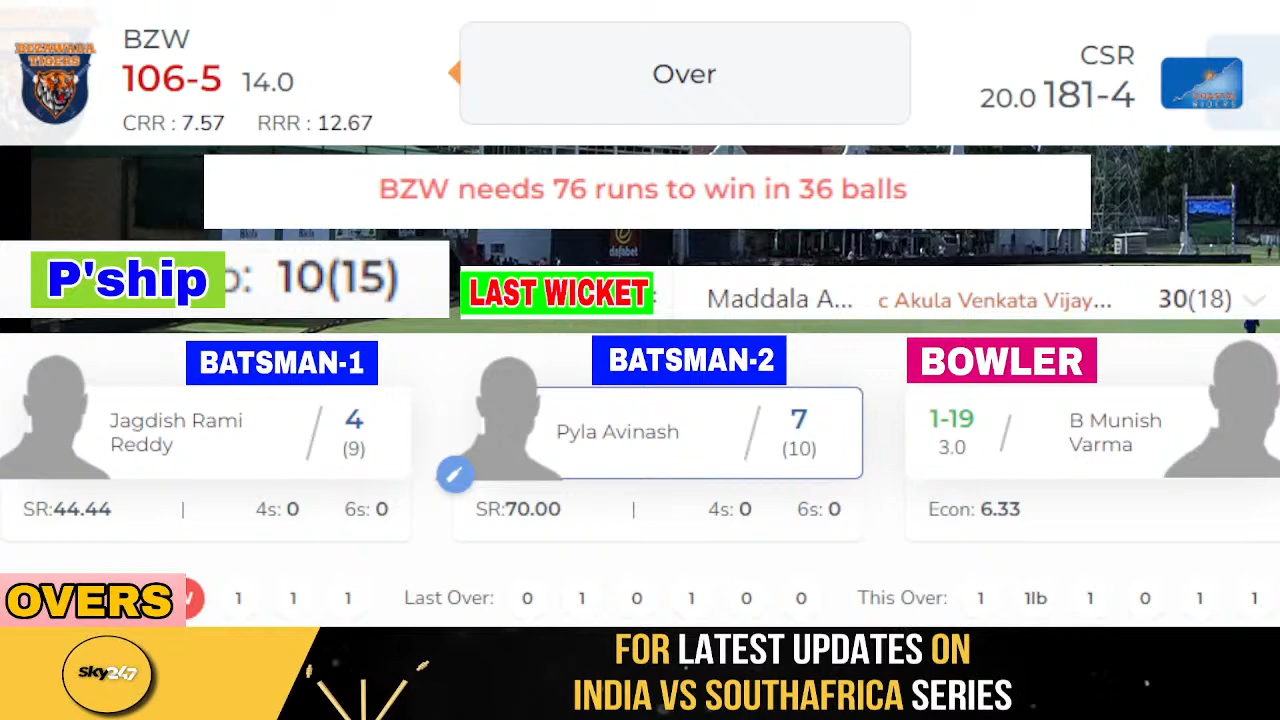 BEZAWADA
TIGERS
BZW
106-5 14.0
CRR : 7.57 RRR : 12.67
Over
CSR
20.0 181-4
COASTAL
RIDERS
BZW needs 76 runs to win in 36 balls
dafabet
P'ship : 10(15)
LAST WICKET :
Maddala A... c Akula Venkata Vijay... 30(18)
BATSMAN-1
Jagdish Rami
Reddy
4
(9)
SR:44.44 | 4s: 0 6s: 0
BATSMAN-2
Pyla Avinash
7
(10)
SR:70.00 | 4s: 0 6s: 0
BOWLER
1-19
3.0
B Munish
Varma
Econ: 6.33
OVERS 1 1 1 Last Over: 0 1 0 1 0 0 This Over: 1 1lb 1 0 1 1
Sky247
FOR LATEST UPDATES ON
INDIA VS SOUTHAFRICA SERIES